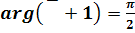 arg(‾ + 1) = π/2